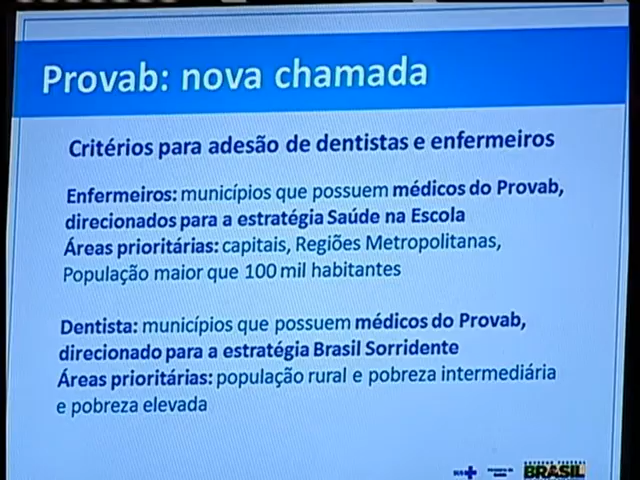 Provab: nova chamada
Critérios para adesão de dentistas e enfermeiros
Enfermeiros: municípios que possuem médicos do Provab,
direcionados para a estratégia Saúde na Escola
Áreas prioritárias: capitais, Regiões Metropolitanas,
População maior que 100 mil habitantes
Dentista: municípios que possuem médicos do Provab,
direcionado para a estratégia Brasil Sorridente
Áreas prioritárias: população rural e pobreza intermediária
e pobreza elevada
SUS
BRASIL